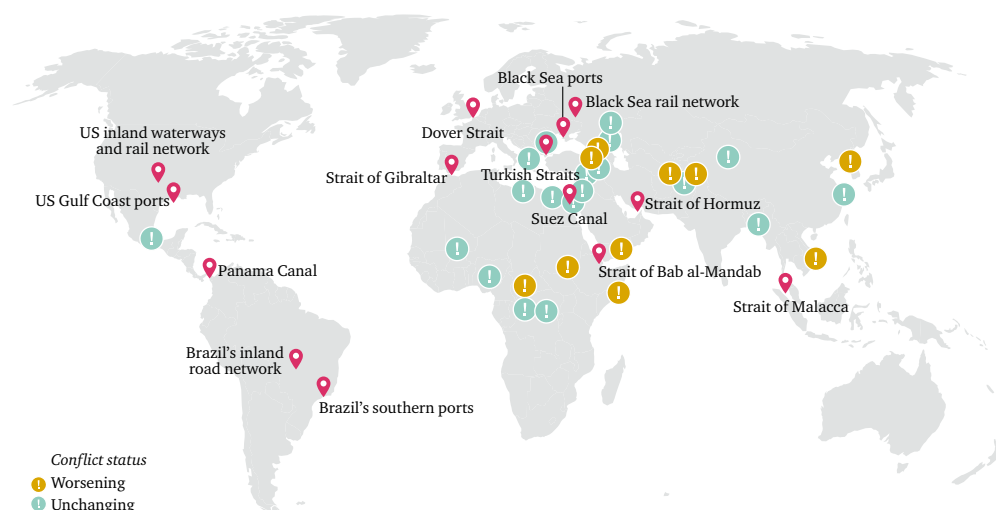 Black Sea ports
Black Sea rail network
US inland waterways
and rail network
Dover Strait
Strait of Gibraltar
Turkish Straits
US Gulf Coast ports
Strait of Hormuz
Suez Canal
Panama Canal
Strait of Bab al-Mandab
Strait of Malacca
Brazil's inland
road network
Brazil's southern ports
Conflict status
Worsening
Unchanging